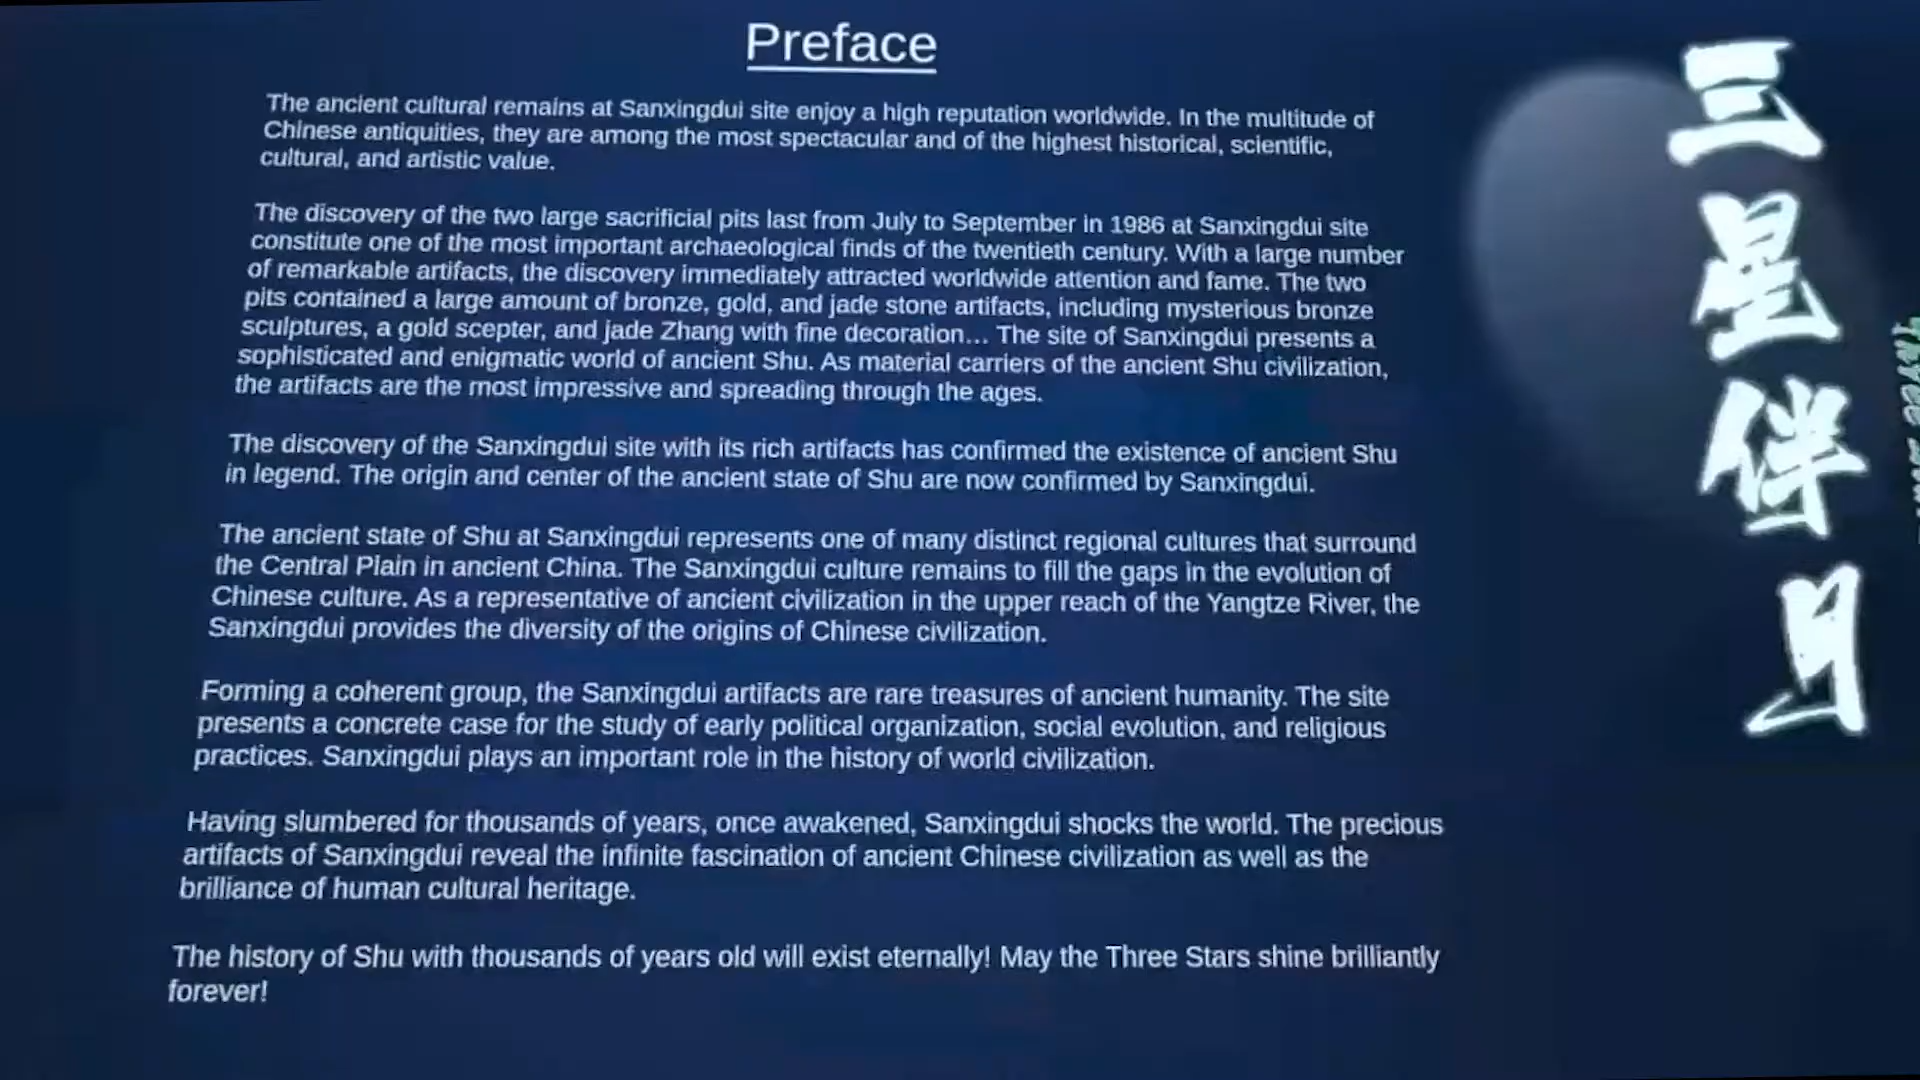 Preface
The ancient cultural remains at Sanxingdui site enjoy a high reputation worldwide. In the multitude of
Chinese antiquities, they are among the most spectacular and of the highest historical, scientific,
cultural, and artistic value.
The discovery of the two large sacrificial pits last from July to September in 1986 at Sanxingdui site
constitute one of the most important archaeological finds of the twentieth century. With a large number
of remarkable artifacts, the discovery immediately attracted worldwide attention and fame. The two
pits contained a large amount of bronze, gold, and jade stone artifacts, including mysterious bronze
sculptures, a gold scepter, and jade Zhang with fine decoration... The site of Sanxingdui presents a
sophisticated and enigmatic world of ancient Shu. As material carriers of the ancient Shu civilization,
the artifacts are the most impressive and spreading through the ages.
The discovery of the Sanxingdui site with its rich artifacts has confirmed the existence of ancient Shu
in legend. The origin and center of the ancient state of Shu are now confirmed by Sanxingdui.
The ancient state of Shu at Sanxingdui represents one of many distinct regional cultures that surround
the Central Plain in ancient China. The Sanxingdui culture remains to fill the gaps in the evolution of
Chinese culture. As a representative of ancient civilization in the upper reach of the Yangtze River, the
Sanxingdui provides the diversity of the origins of Chinese civilization.
Forming a coherent group, the Sanxingdui artifacts are rare treasures of ancient humanity. The site
presents a concrete case for the study of early political organization, social evolution, and religious
practices. Sanxingdui plays an important role in the history of world civilization.
Having slumbered for thousands of years, once awakened, Sanxingdui shocks the world. The precious
artifacts of Sanxingdui reveal the infinite fascination of ancient Chinese civilization as well as the
brilliance of human cultural heritage.
The history of Shu with thousands of years old will exist eternally! May the Three Stars shine brilliantly
forever!
三星伴月